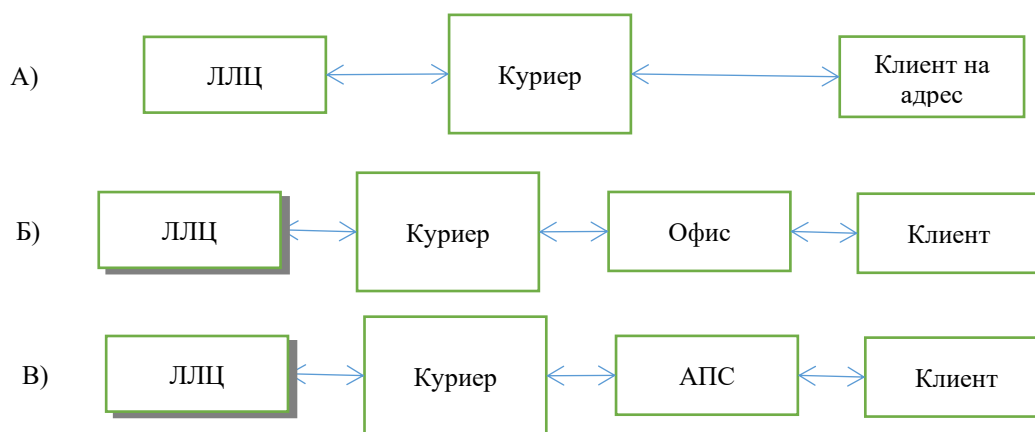 А) ЛЛЦ Куриер Клиент на
адрес
Б) ЛЛЦ Куриер Офис Клиент
В) ЛЛЦ Куриер АПС Клиент